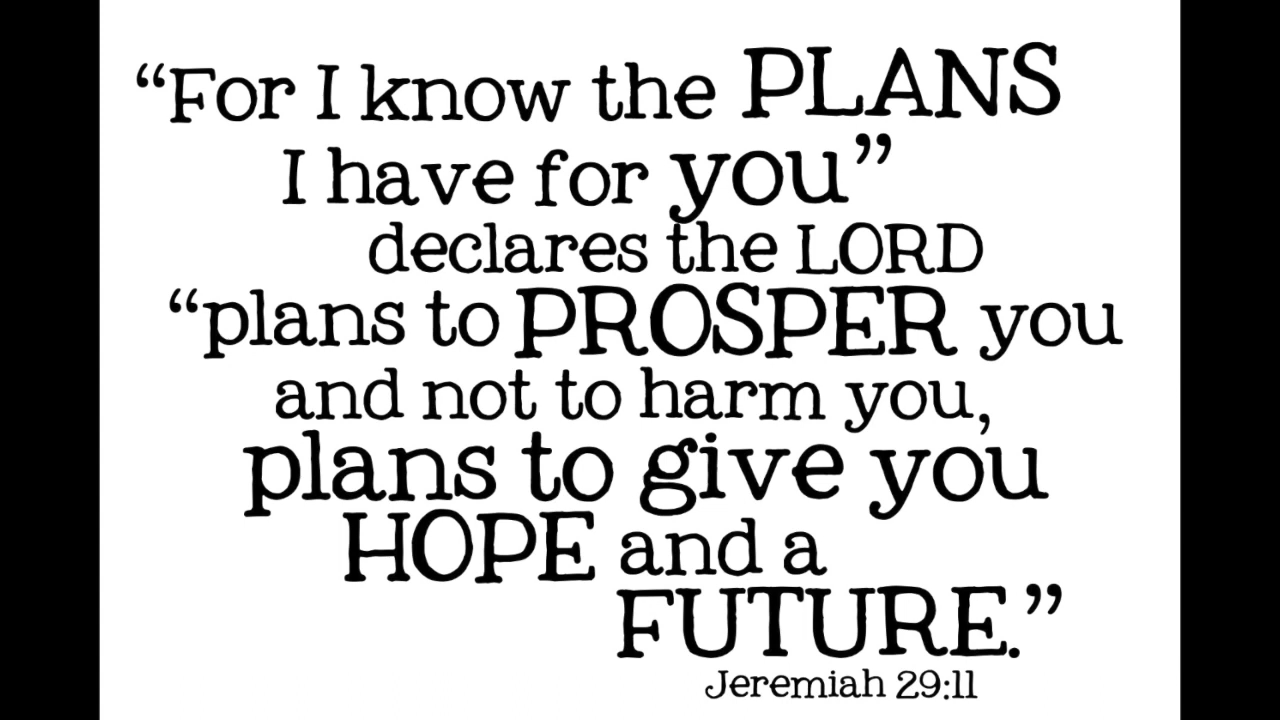 “For I know the PLANS
I have for you”
declares the LORD
“plans to PROSPER you
and not to harm you,
plans to give you
HOPE and a
FUTURE.”
Jeremiah 29:11